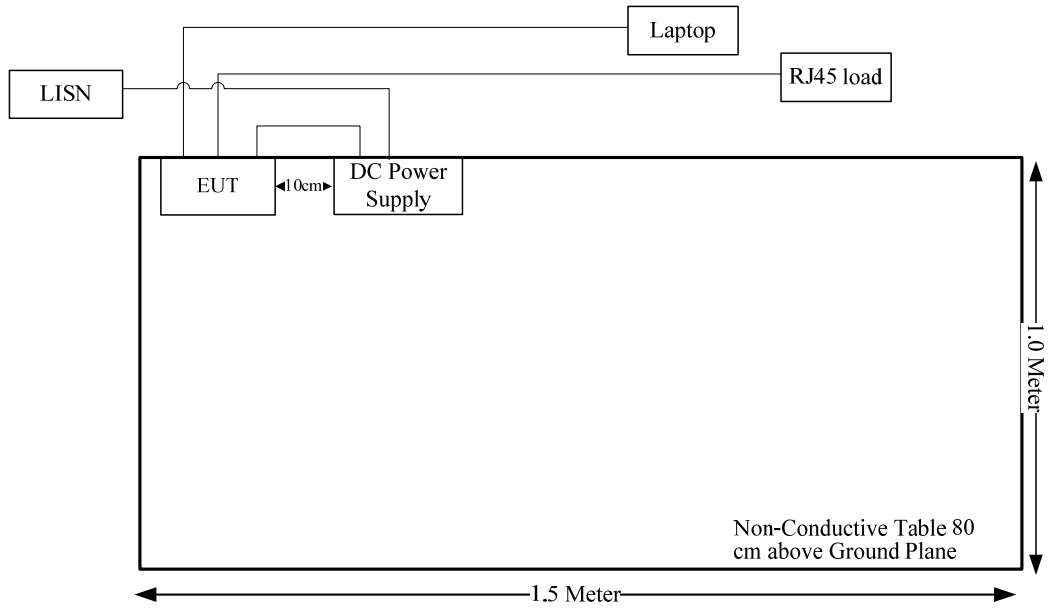 Laptop
RJ45 load
LISN
EUT
10cm
DC Power
Supply
1.0 Meter
Non-Conductive Table 80
cm above Ground Plane
1.5 Meter